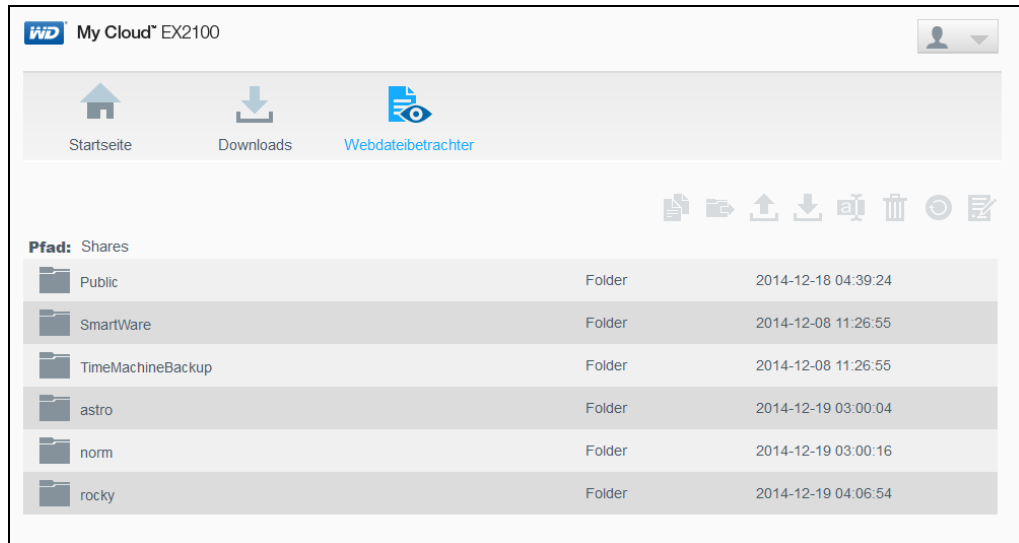 WD My Cloud™ EX2100
Startseite Downloads Webdateibetrachter
Pfad: Shares
Public Folder 2014-12-18 04:39:24
SmartWare Folder 2014-12-08 11:26:55
TimeMachineBackup Folder 2014-12-08 11:26:55
astro Folder 2014-12-19 03:00:04
norm Folder 2014-12-19 03:00:16
rocky Folder 2014-12-19 04:06:54